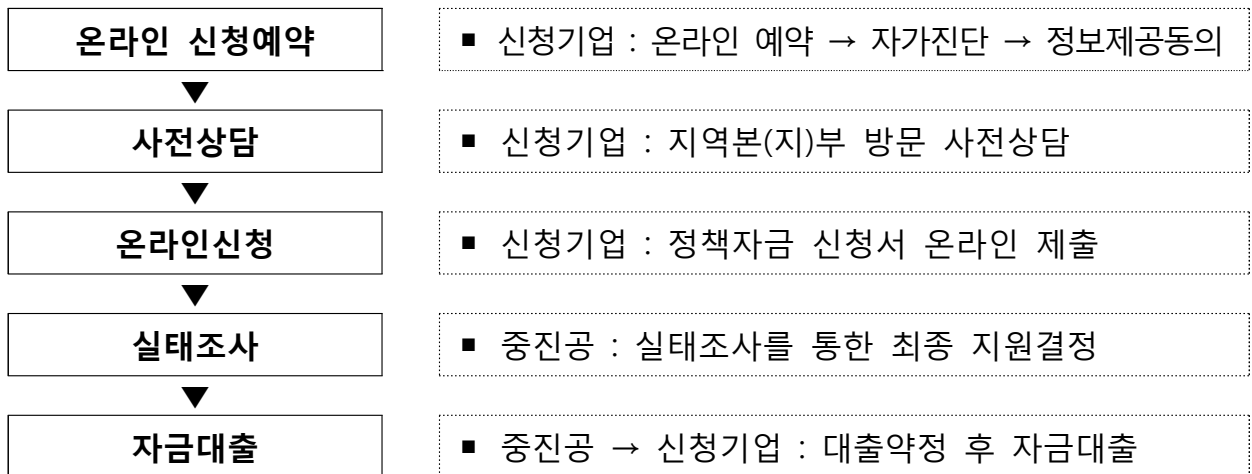 온라인 신청예약
■ 신청기업 : 온라인 예약 → 자가진단 → 정보제공동의
▼
사전상담
■ 신청기업 : 지역본(지)부 방문 사전상담
▼
온라인신청
■ 신청기업 : 정책자금 신청서 온라인 제출
▼
실태조사
■ 중진공 : 실태조사를 통한 최종 지원결정
▼
자금대출
■ 중진공 → 신청기업 : 대출약정 후 자금대출